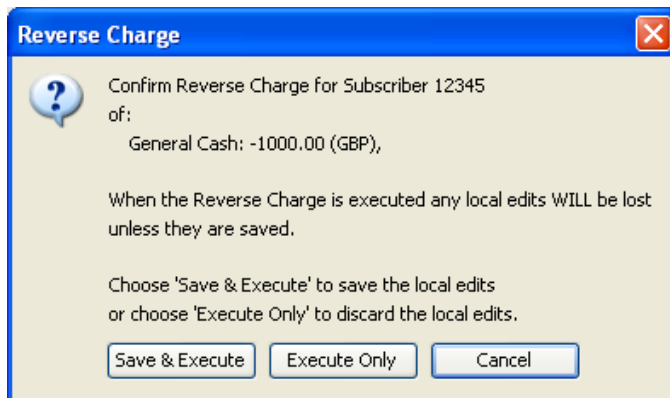 Reverse Charge
Confirm Reverse Charge for Subscriber 12345
of:
General Cash: -1000.00 (GBP),
When the Reverse Charge is executed any local edits WILL be lost
unless they are saved.
Choose 'Save & Execute' to save the local edits
or choose 'Execute Only' to discard the local edits.
Save & Execute Execute Only Cancel